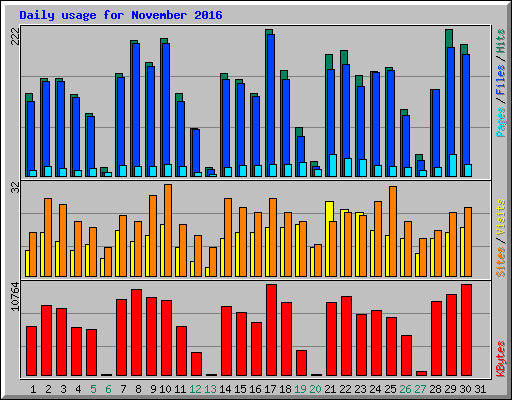 Daily usage for November 2016
222
Pages / Files / Hits
32
Sites / Visits
10764
KBytes
1 2 3 4 5 6 7 8 9 10 11 12 13 14 15 16 17 18 19 20 21 22 23 24 25 26 27 28 29 30 31